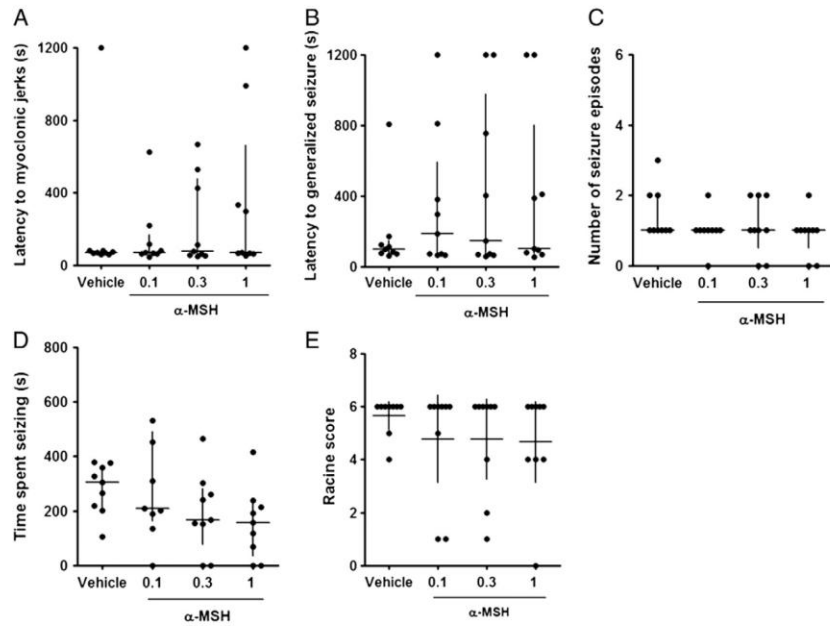 A
Latency to myoclonic jerks (s)
1200
800
400
0
Vehicle 0.1 0.3 1
α-MSH
B
Latency to generalized seizure (s)
1200
800
400
0
Vehicle 0.1 0.3 1
α-MSH
C
Number of seizure episodes
6
4
2
0
Vehicle 0.1 0.3 1
α-MSH
D
Time spent seizing (s)
800
600
400
200
0
Vehicle 0.1 0.3 1
α-MSH
E
Racine score
8
6
4
2
0
Vehicle 0.1 0.3 1
α-MSH